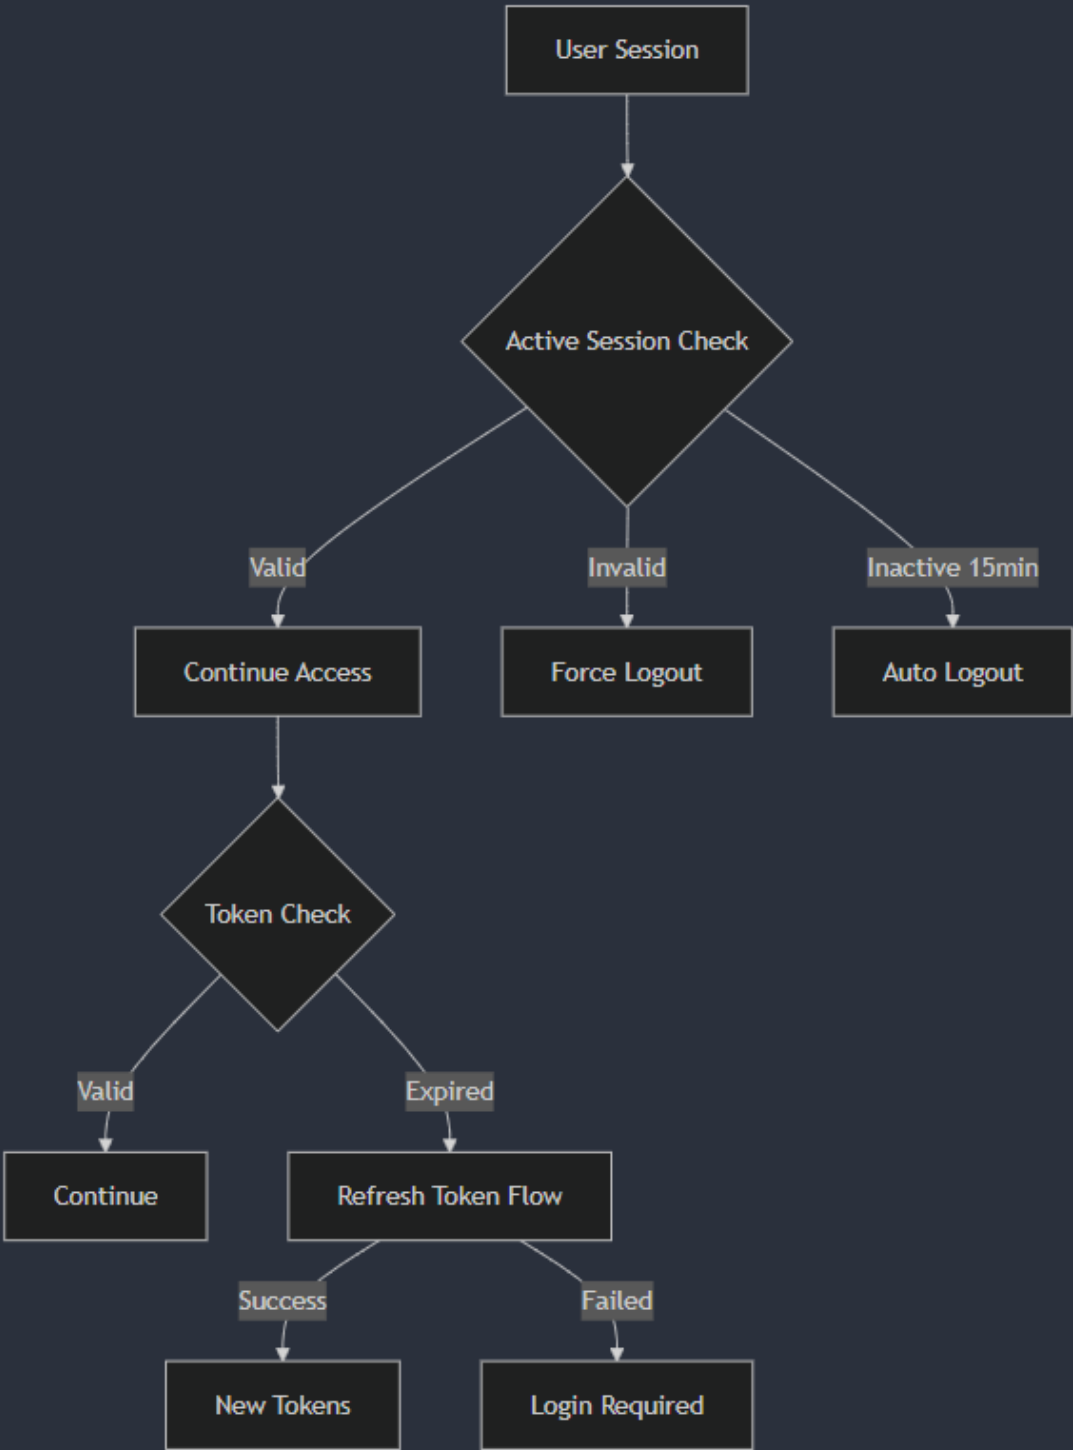 User Session
Active Session Check
Valid
Invalid
Inactive 15min
Continue Access
Force Logout
Auto Logout
Token Check
Valid
Expired
Continue
Refresh Token Flow
Success
Failed
New Tokens
Login Required